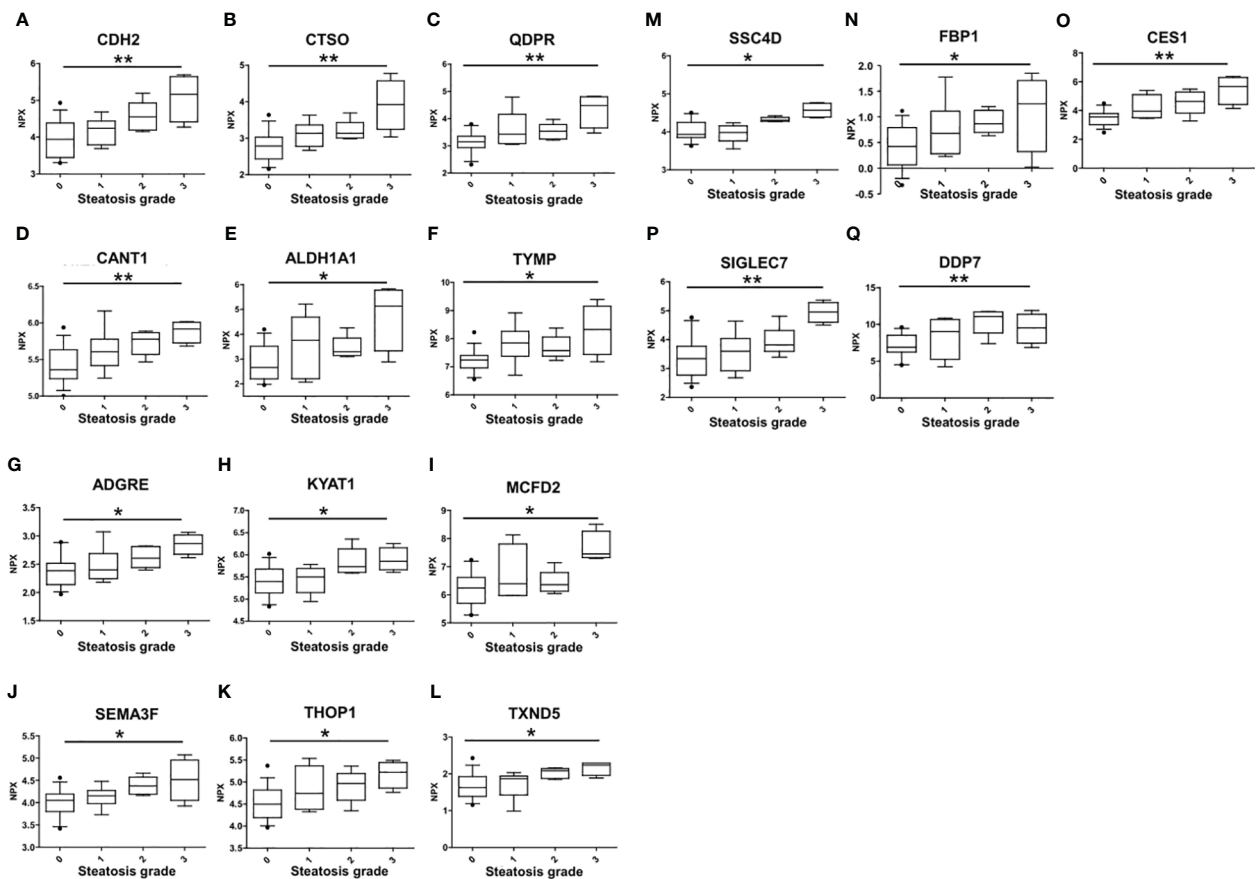 A
CDH2
**
6
5
4
3
NPX
0 1 2 3
Steatosis grade
B
CTSO
**
5
4
3
2
NPX
0 1 2 3
Steatosis grade
C
QDPR
**
6
5
4
3
2
NPX
0 1 2 3
Steatosis grade
M
SSC4D
*
6
5
4
3
NPX
0 1 2 3
Steatosis grade
N
FBP1
*
2.0
1.5
1.0
0.5
0.0
-0.5
NPX
0 1 2 3
Steatosis grade
O
CES1
**
8
6
4
2
0
NPX
0 1 2 3
Steatosis grade
D
CANT1
**
6.5
6.0
5.5
5.0
NPX
0 1 2 3
Steatosis grade
E
ALDH1A1
*
6
5
4
3
2
NPX
0 1 2 3
Steatosis grade
F
TYMP
*
10
9
8
7
6
NPX
0 1 2 3
Steatosis grade
P
SIGLEC7
**
6
5
4
3
2
NPX
0 1 2 3
Steatosis grade
Q
DDP7
**
15
10
5
0
NPX
0 1 2 3
Steatosis grade
G
ADGRE
*
3.5
3.0
2.5
2.0
1.5
NPX
0 1 2 3
Steatosis grade
H
KYAT1
*
7.0
6.5
6.0
5.5
5.0
4.5
NPX
0 1 2 3
Steatosis grade
I
MCFD2
*
9
8
7
6
5
NPX
0 1 2 3
Steatosis grade
J
SEMA3F
*
5.5
5.0
4.5
4.0
3.5
3.0
NPX
0 1 2 3
Steatosis grade
K
THOP1
*
6.0
5.5
5.0
4.5
4.0
3.5
NPX
0 1 2 3
Steatosis grade
L
TXND5
*
3
2
1
0
NPX
0 1 2 3
Steatosis grade